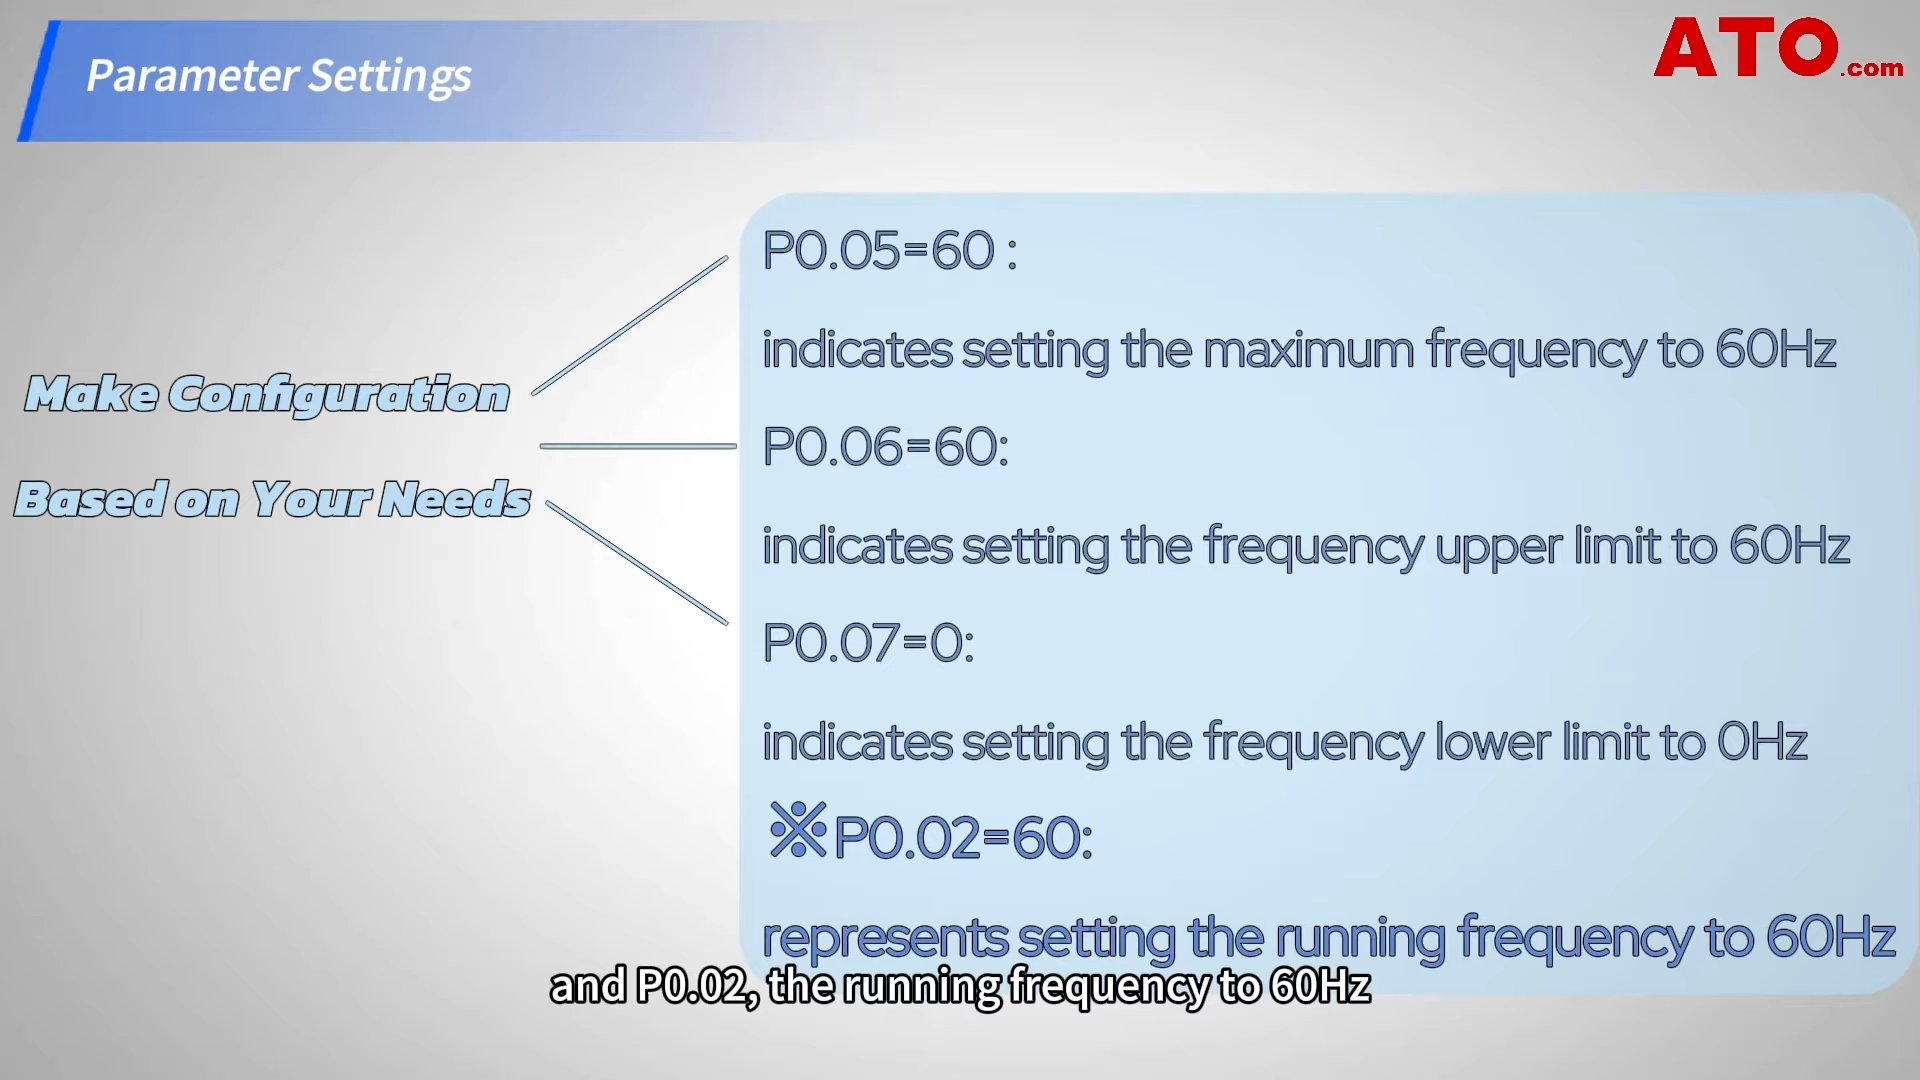 Parameter Settings
ATO.com
Make Configuration
Based on Your Needs
P0.05=60 :
indicates setting the maximum frequency to 60Hz
P0.06=60:
indicates setting the frequency upper limit to 60Hz
P0.07=0:
indicates setting the frequency lower limit to 0Hz
※P0.02=60:
represents setting the running frequency to 60Hz
and P0.02, the running frequency to 60Hz